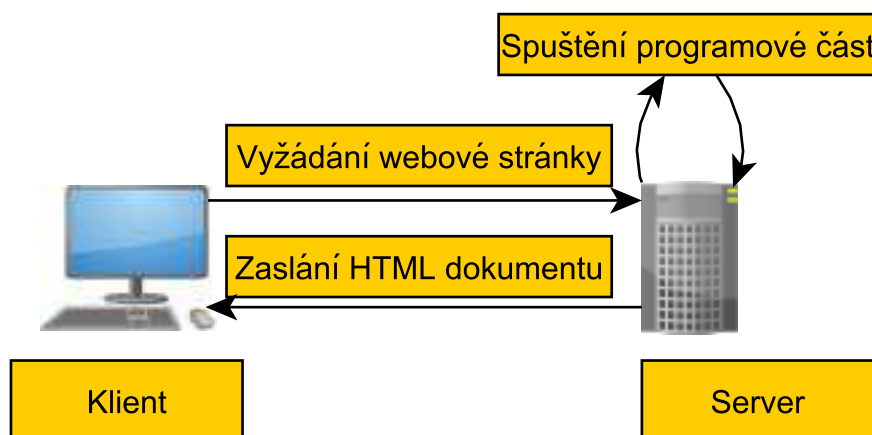 Spuštění programové část
Vyžádání webové stránky
Zaslání HTML dokumentu
Klient
Server